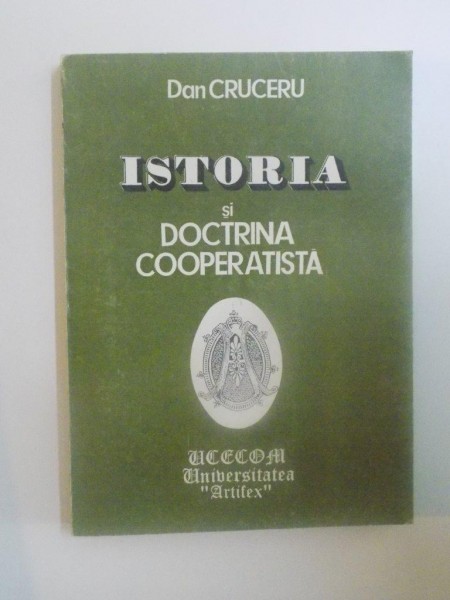 Dan CRUCERU
ISTORIA
și
DOCTRINA
COOPERATISTĂ
UCECOM
Universitatea
"Artifex"